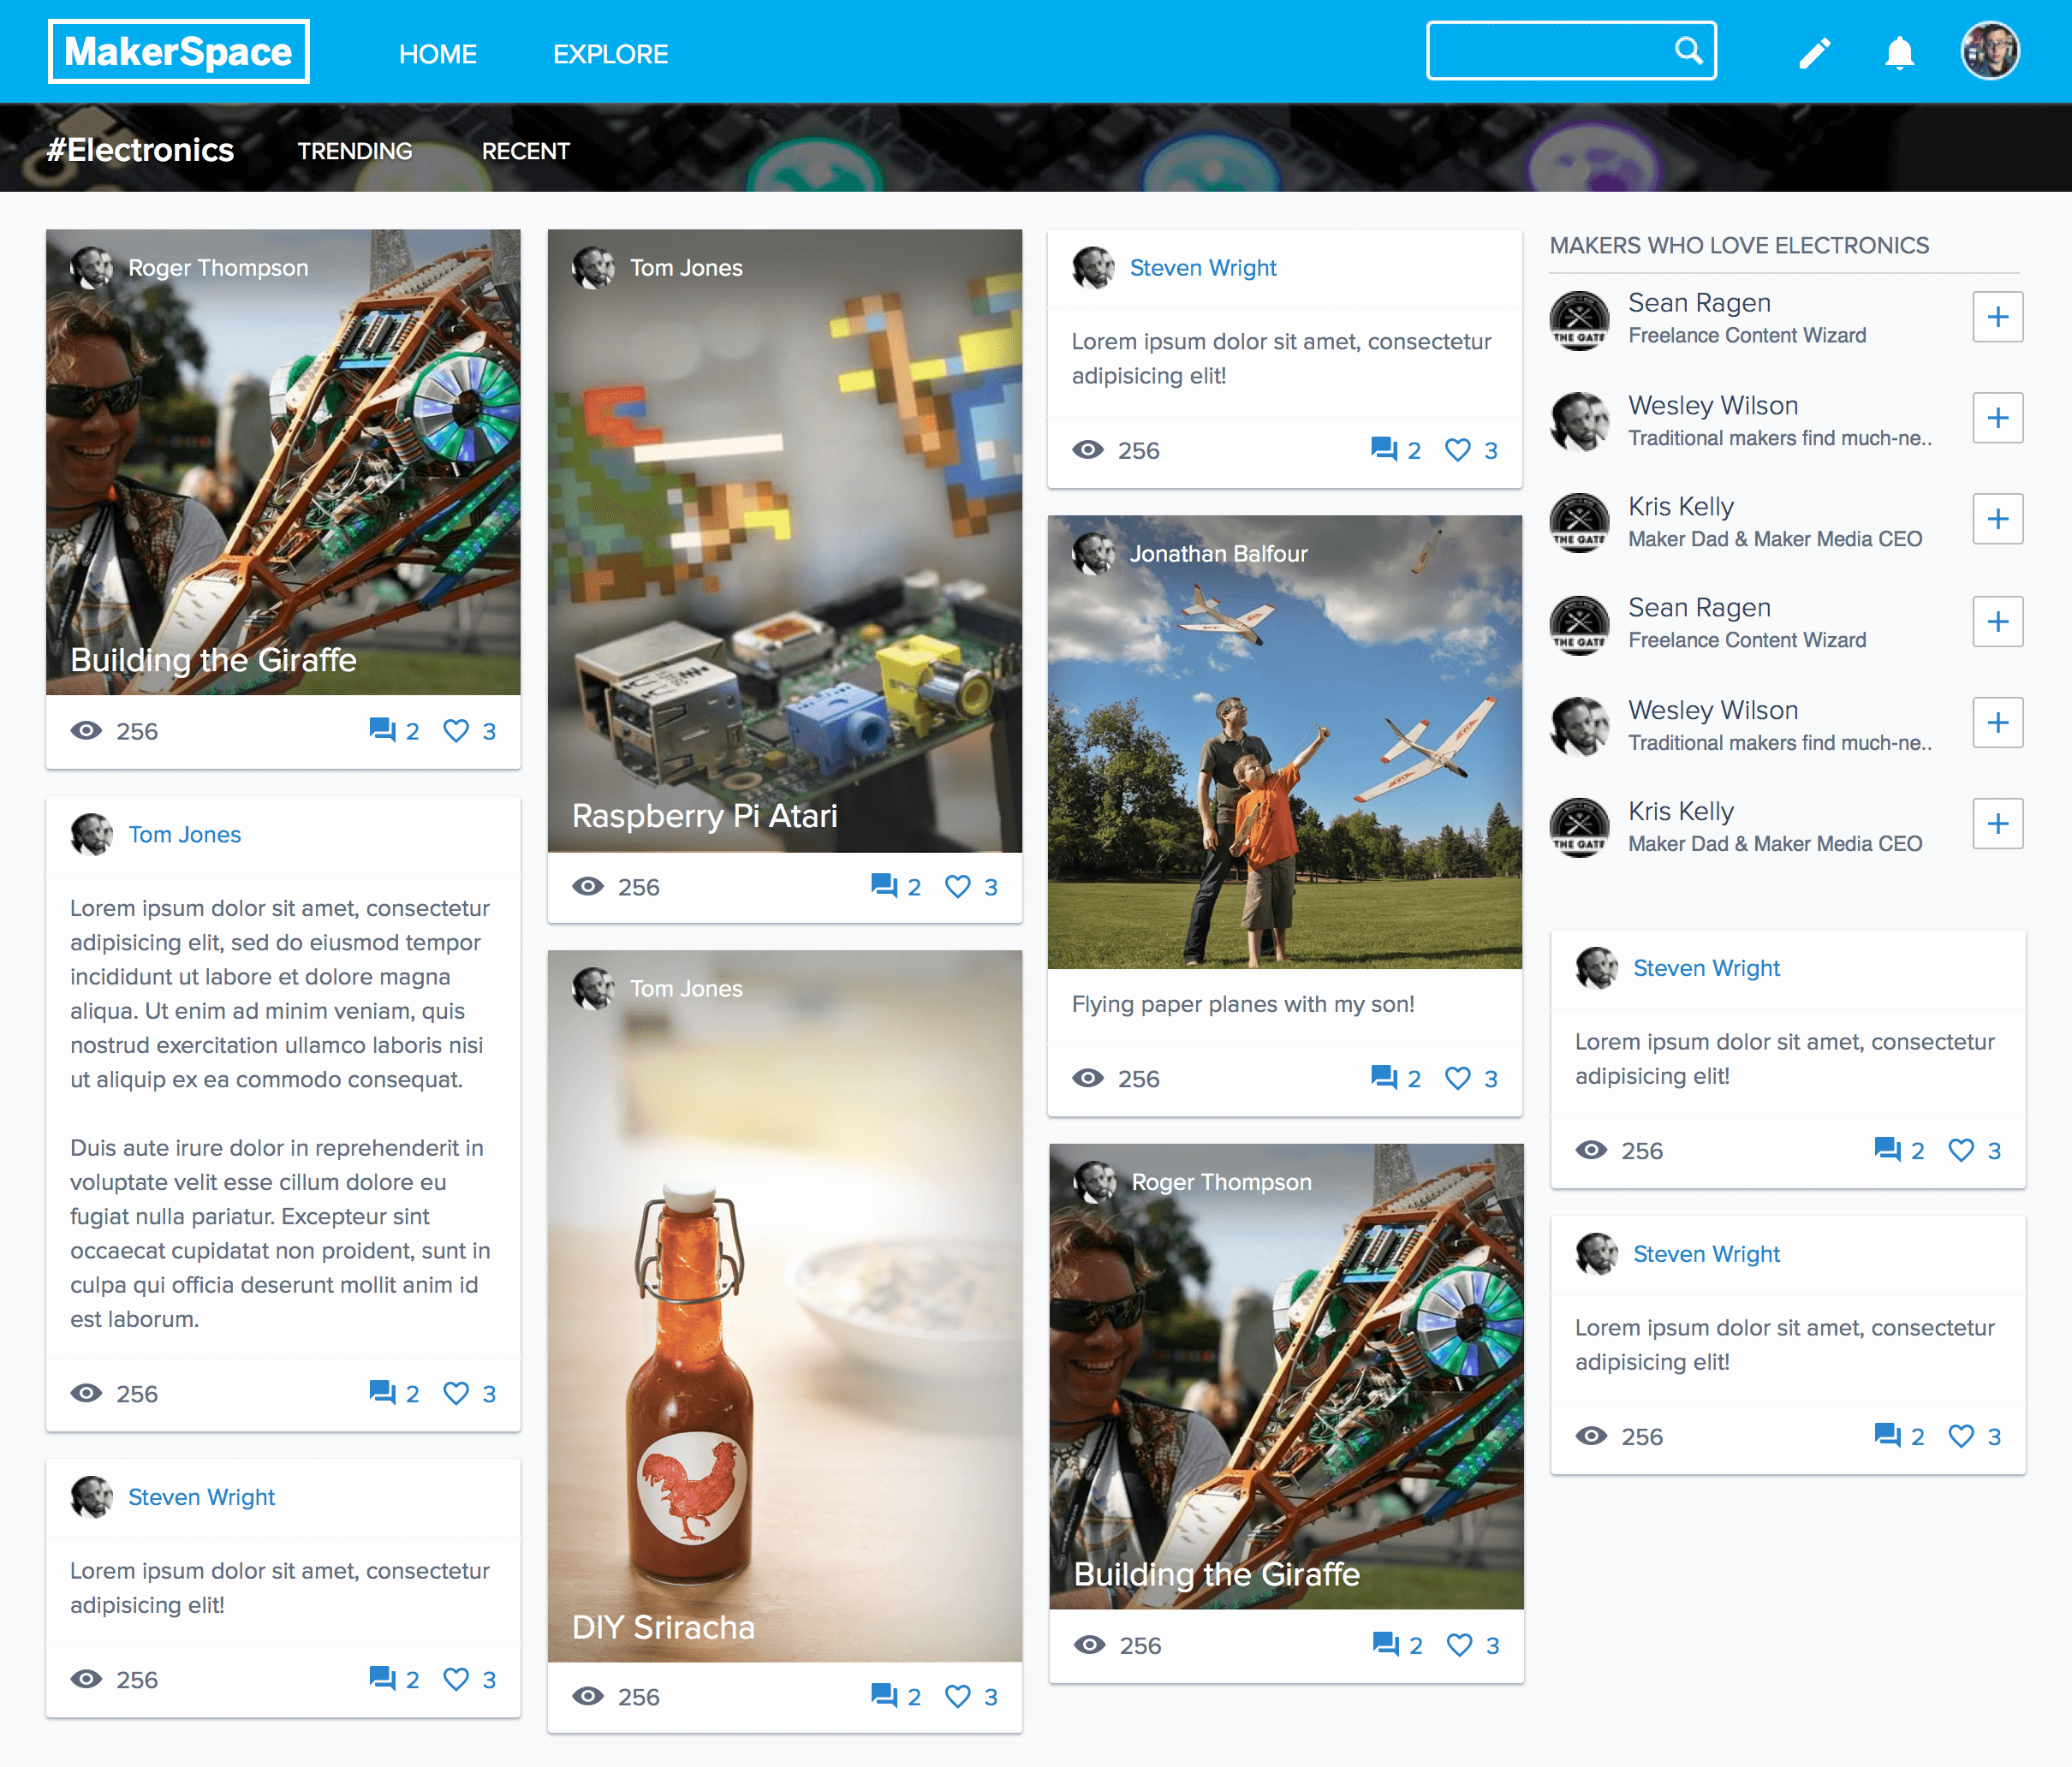 MakerSpace
HOME
EXPLORE
#Electronics
TRENDING
RECENT
Roger Thompson
Building the Giraffe
256
2
3
Tom Jones
Lorem ipsum dolor sit amet, consectetur
adipisicing elit, sed do eiusmod tempor
incididunt ut labore et dolore magna
aliqua. Ut enim ad minim veniam, quis
nostrud exercitation ullamco laboris nisi
ut aliquip ex ea commodo consequat.
Duis aute irure dolor in reprehenderit in
voluptate velit esse cillum dolore eu
fugiat nulla pariatur. Excepteur sint
occaecat cupidatat non proident, sunt in
culpa qui officia deserunt mollit anim id
est laborum.
256
2
3
Steven Wright
Lorem ipsum dolor sit amet, consectetur
adipisicing elit!
256
2
3
Tom Jones
Raspberry Pi Atari
256
2
3
Tom Jones
DIY Sriracha
256
2
3
Steven Wright
Lorem ipsum dolor sit amet, consectetur
adipisicing elit!
256
2
3
Jonathan Balfour
Flying paper planes with my son!
256
2
3
Roger Thompson
Building the Giraffe
256
2
3
MAKERS WHO LOVE ELECTRONICS
THE GATE
Sean Ragen
Freelance Content Wizard
Wesley Wilson
Traditional makers find much-ne..
THE GATE
Kris Kelly
Maker Dad & Maker Media CEO
THE GATE
Sean Ragen
Freelance Content Wizard
Wesley Wilson
Traditional makers find much-ne..
THE GATE
Kris Kelly
Maker Dad & Maker Media CEO
Steven Wright
Lorem ipsum dolor sit amet, consectetur
adipisicing elit!
256
2
3
Steven Wright
Lorem ipsum dolor sit amet, consectetur
adipisicing elit!
256
2
3